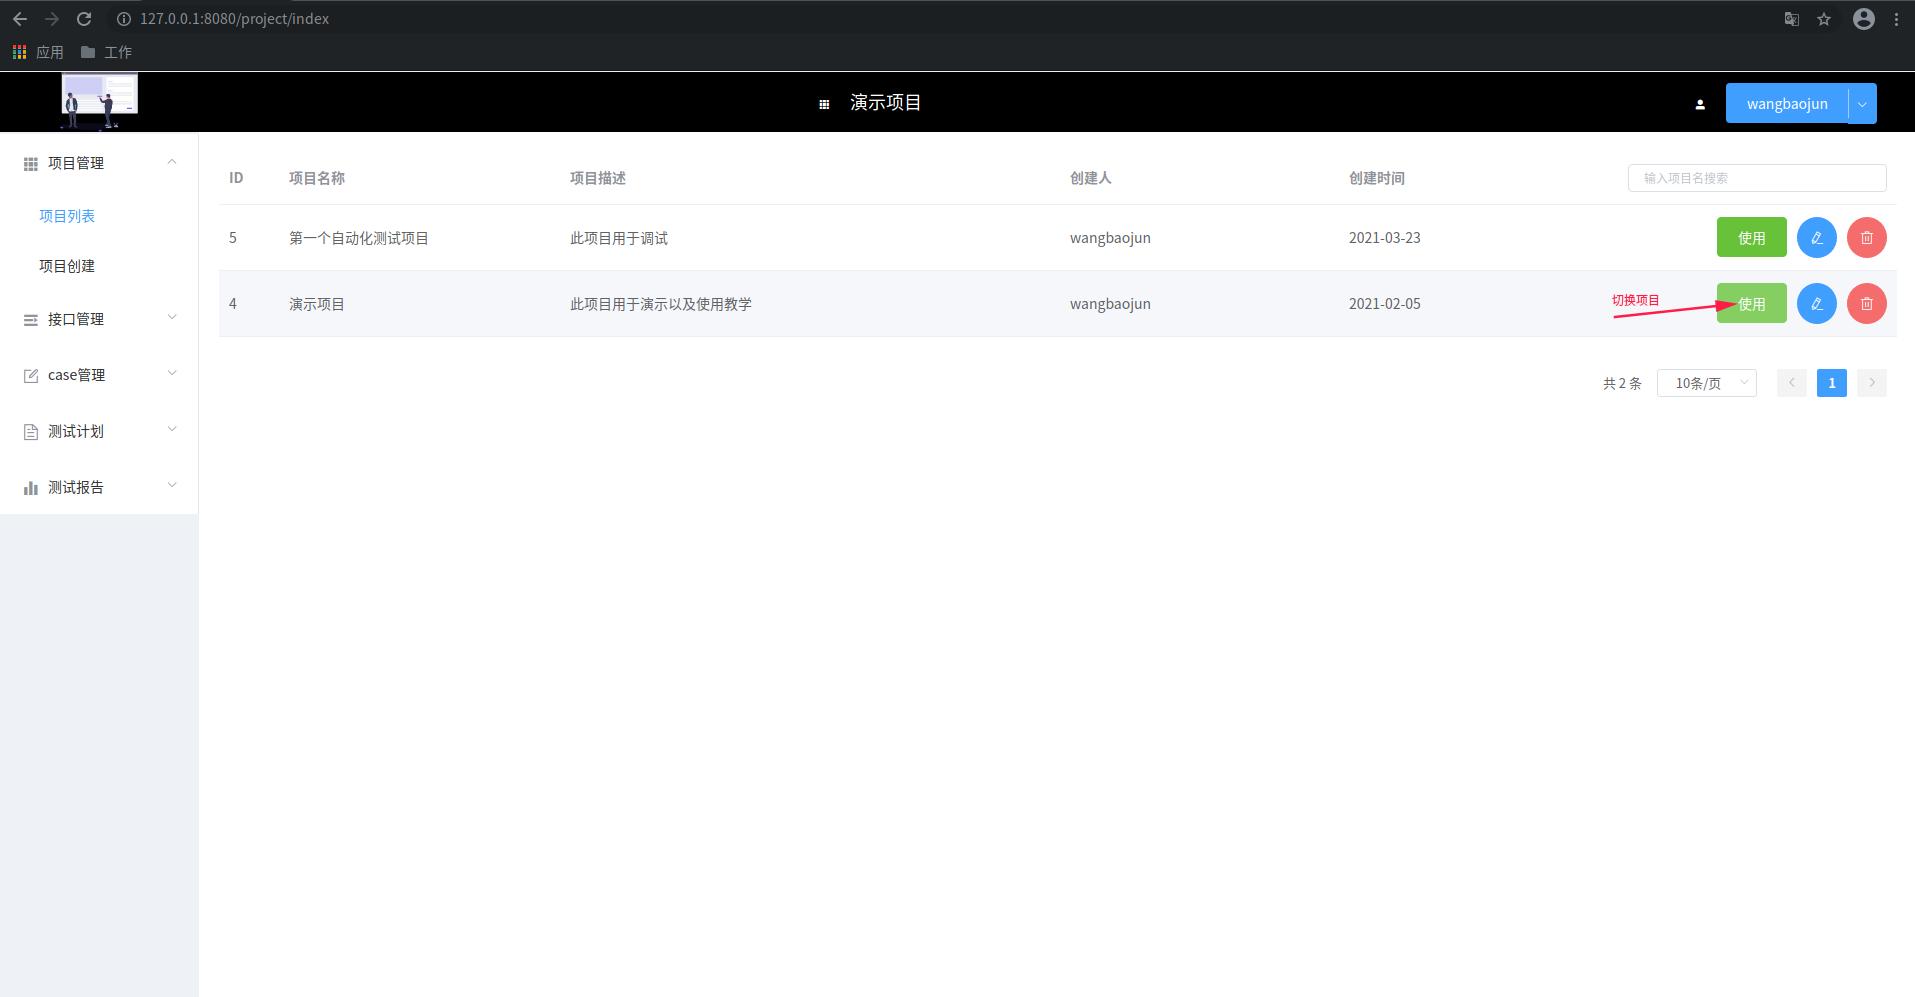 127.0.0.1:8080/project/index
应用 工作
演示项目 wangbaojun
项目管理
项目列表
项目创建
接口管理
case管理
测试计划
测试报告
ID 项目名称 项目描述 创建人 创建时间 输入项目名搜索
5 第一个自动化测试项目 此项目用于调试 wangbaojun 2021-03-23 使用
4 演示项目 此项目用于演示以及使用教学 wangbaojun 2021-02-05 切换项目 使用
共 2 条 10条/页 1